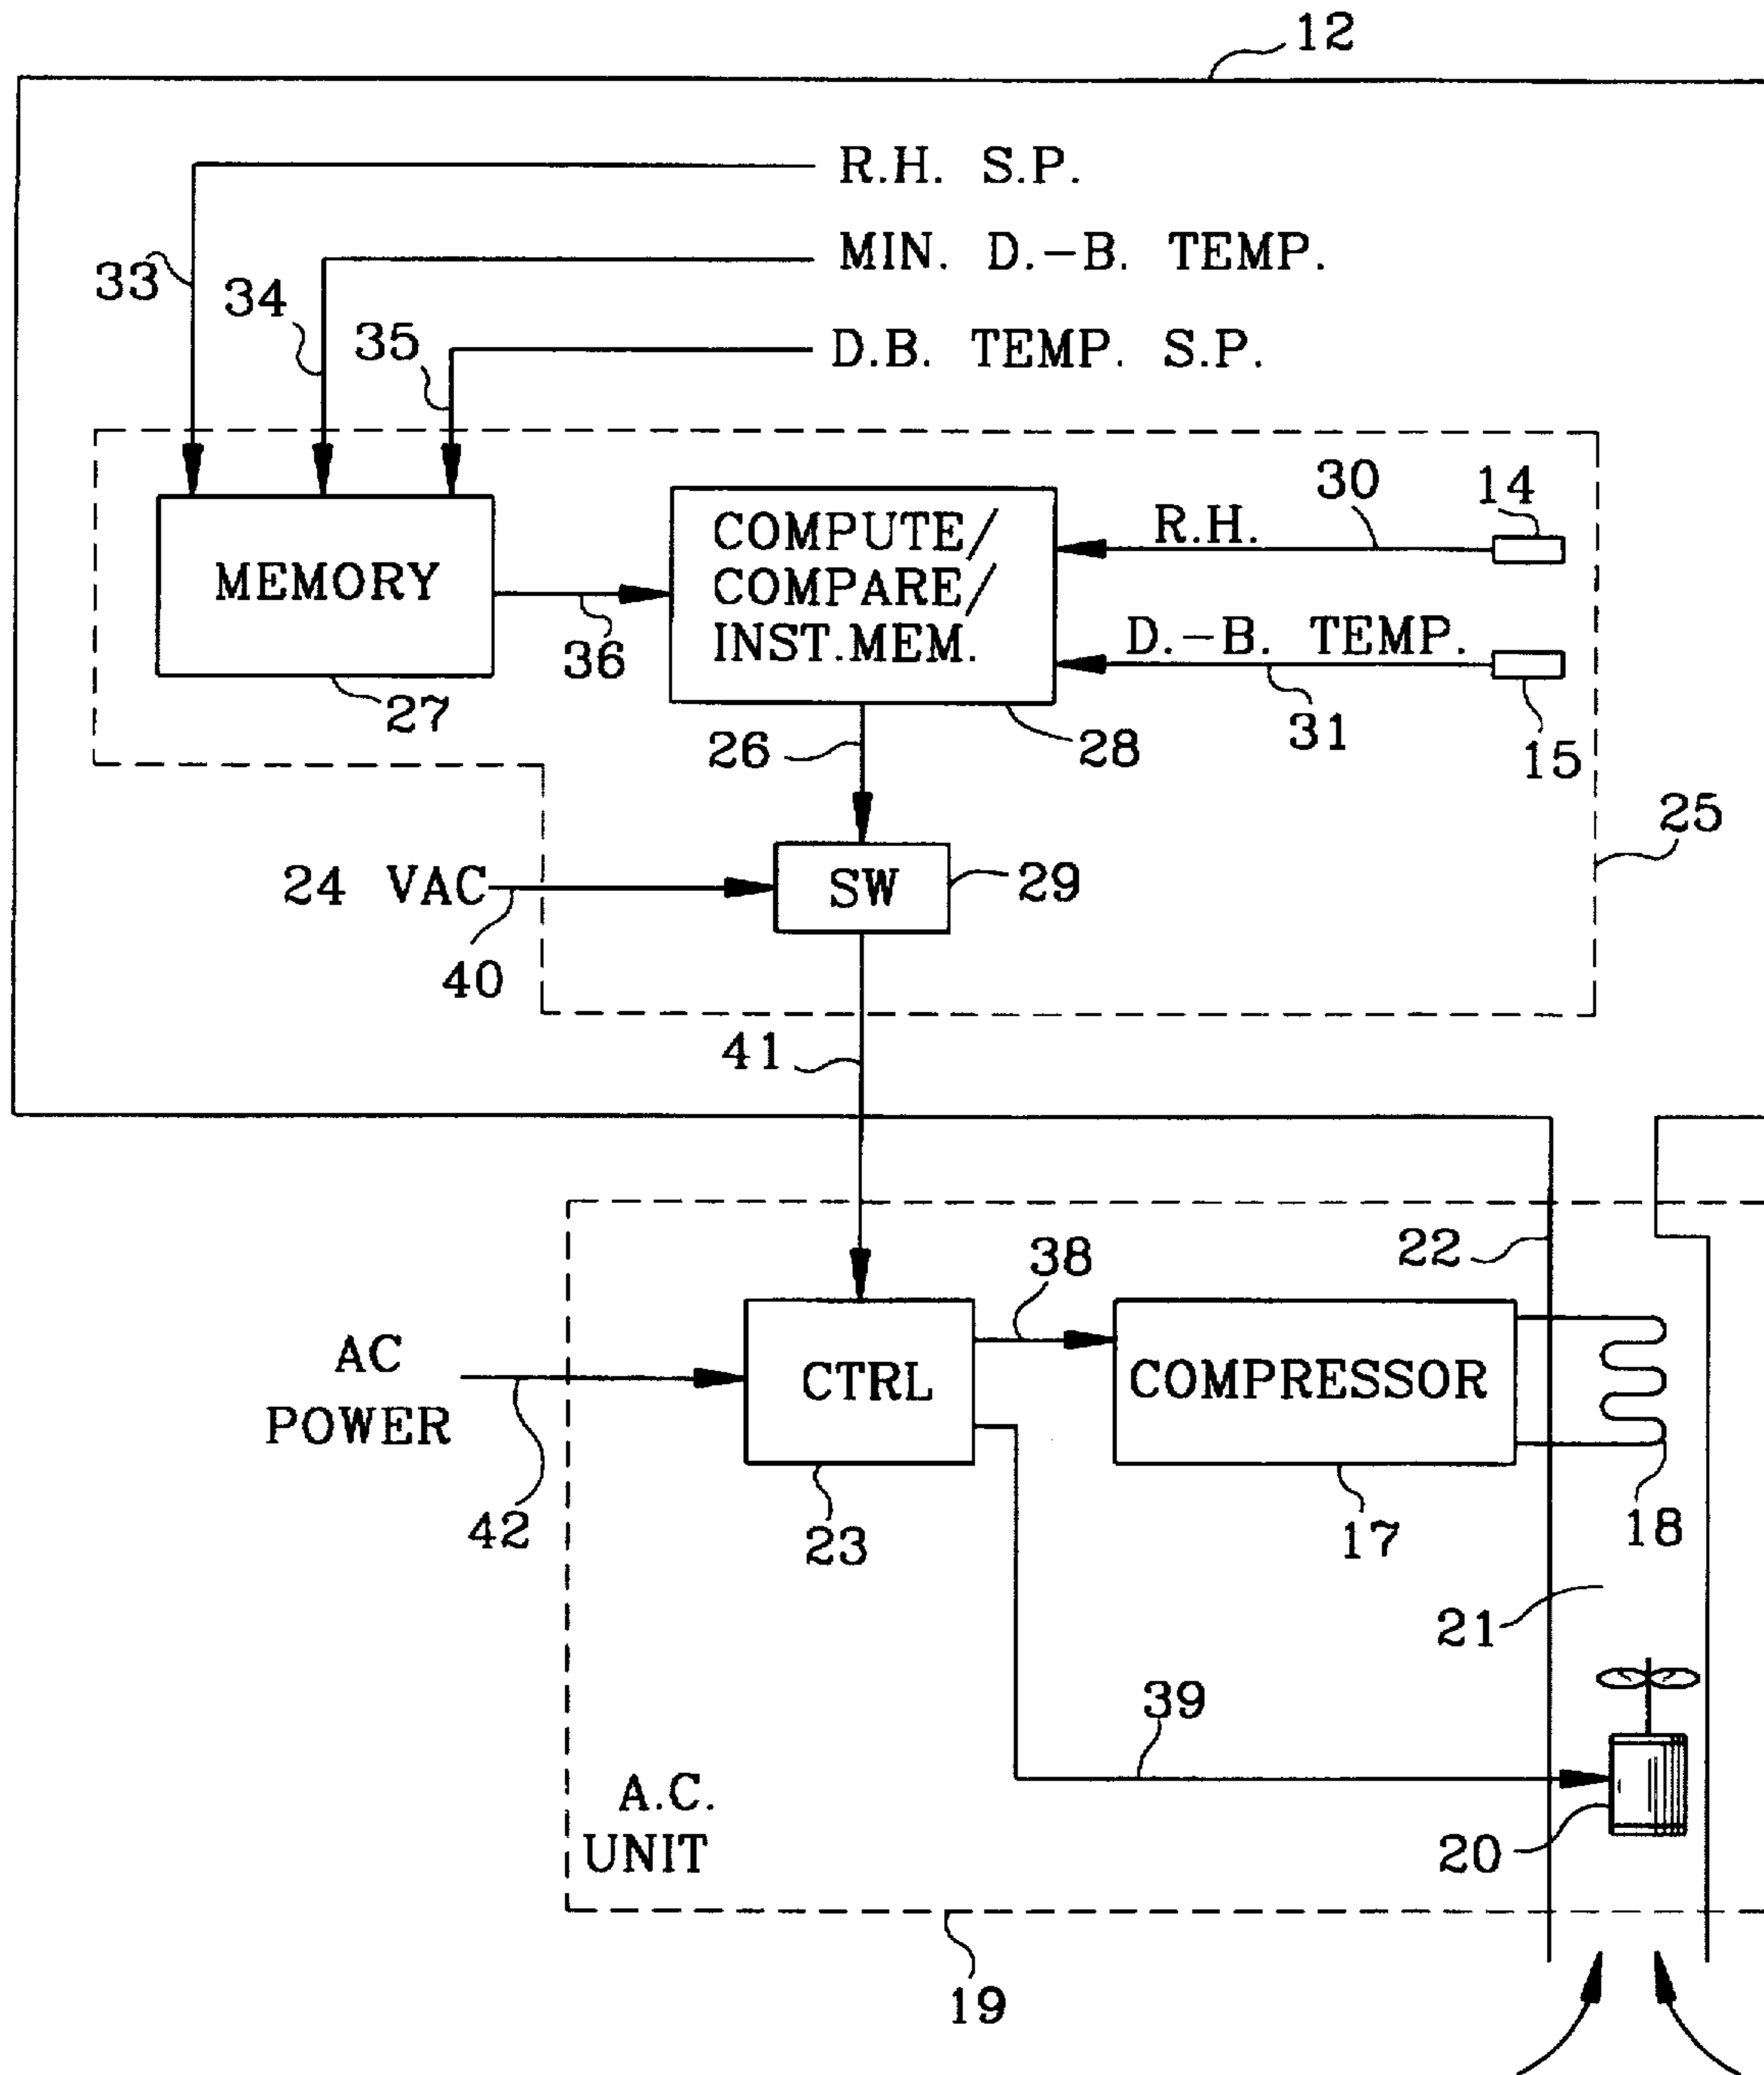 12
R.H. S.P.
MIN. D.-B. TEMP.
33
34
35
D.B. TEMP. S.P.
MEMORY
27
36
COMPUTE/
COMPARE/
INST.MEM.
28
R.H.
30
14
D.-B. TEMP.
31
15
26
25
24 VAC
40
SW
29
41
22
38
AC
POWER
42
CTRL
23
COMPRESSOR
17
18
21
39
A.C.
UNIT
20
19